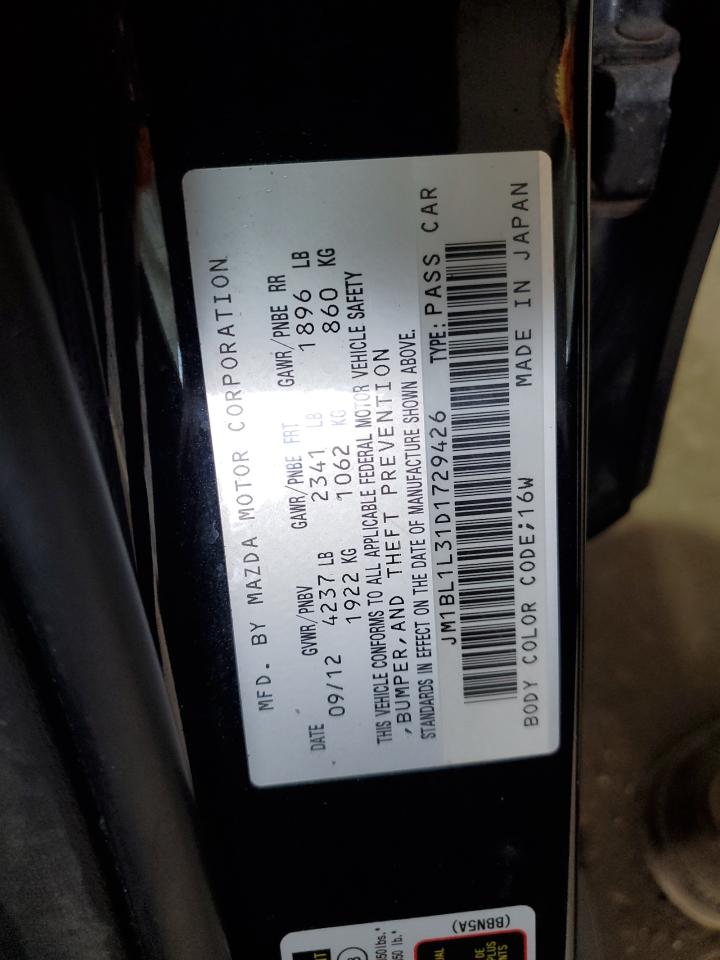 MFD. BY MAZDA MOTOR CORPORATION
DATE GVWR/PNBV GAWR/PNBE FRT GAWR/PNBE RR
09/12 4237 LB 2341 LB 1896 LB
1922 KG 1062 KG 860 KG
THIS VEHICLE CONFORMS TO ALL APPLICABLE FEDERAL MOTOR VEHICLE SAFETY
,BUMPER,AND THEFT PREVENTION
STANDARDS IN EFFECT ON THE DATE OF MANUFACTURE SHOWN ABOVE.
JM1BL1L31D1729426 TYPE:PASS CAR
BODY COLOR CODE;16W MADE IN JAPAN
(BBN5A)